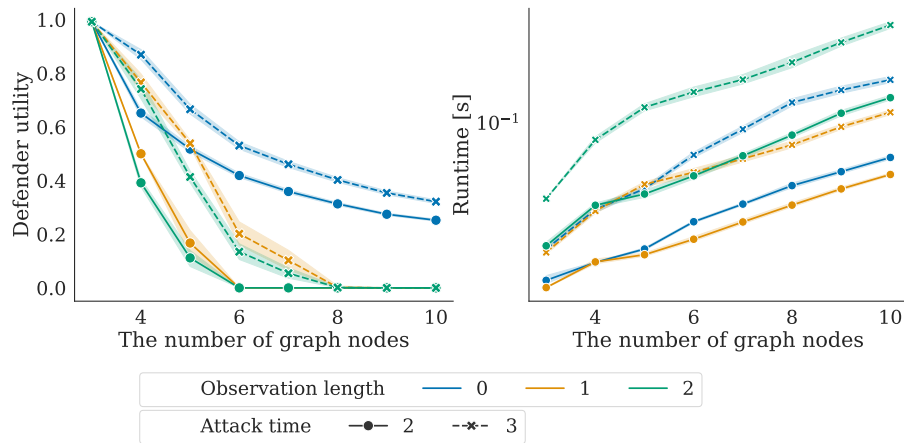 1.0
0.8
0.6
0.4
0.2
0.0
Defender utility
4 6 8 10
The number of graph nodes
10⁻¹
Runtime [s]
4 6 8 10
The number of graph nodes
Observation length 0 1 2
Attack time 2 3